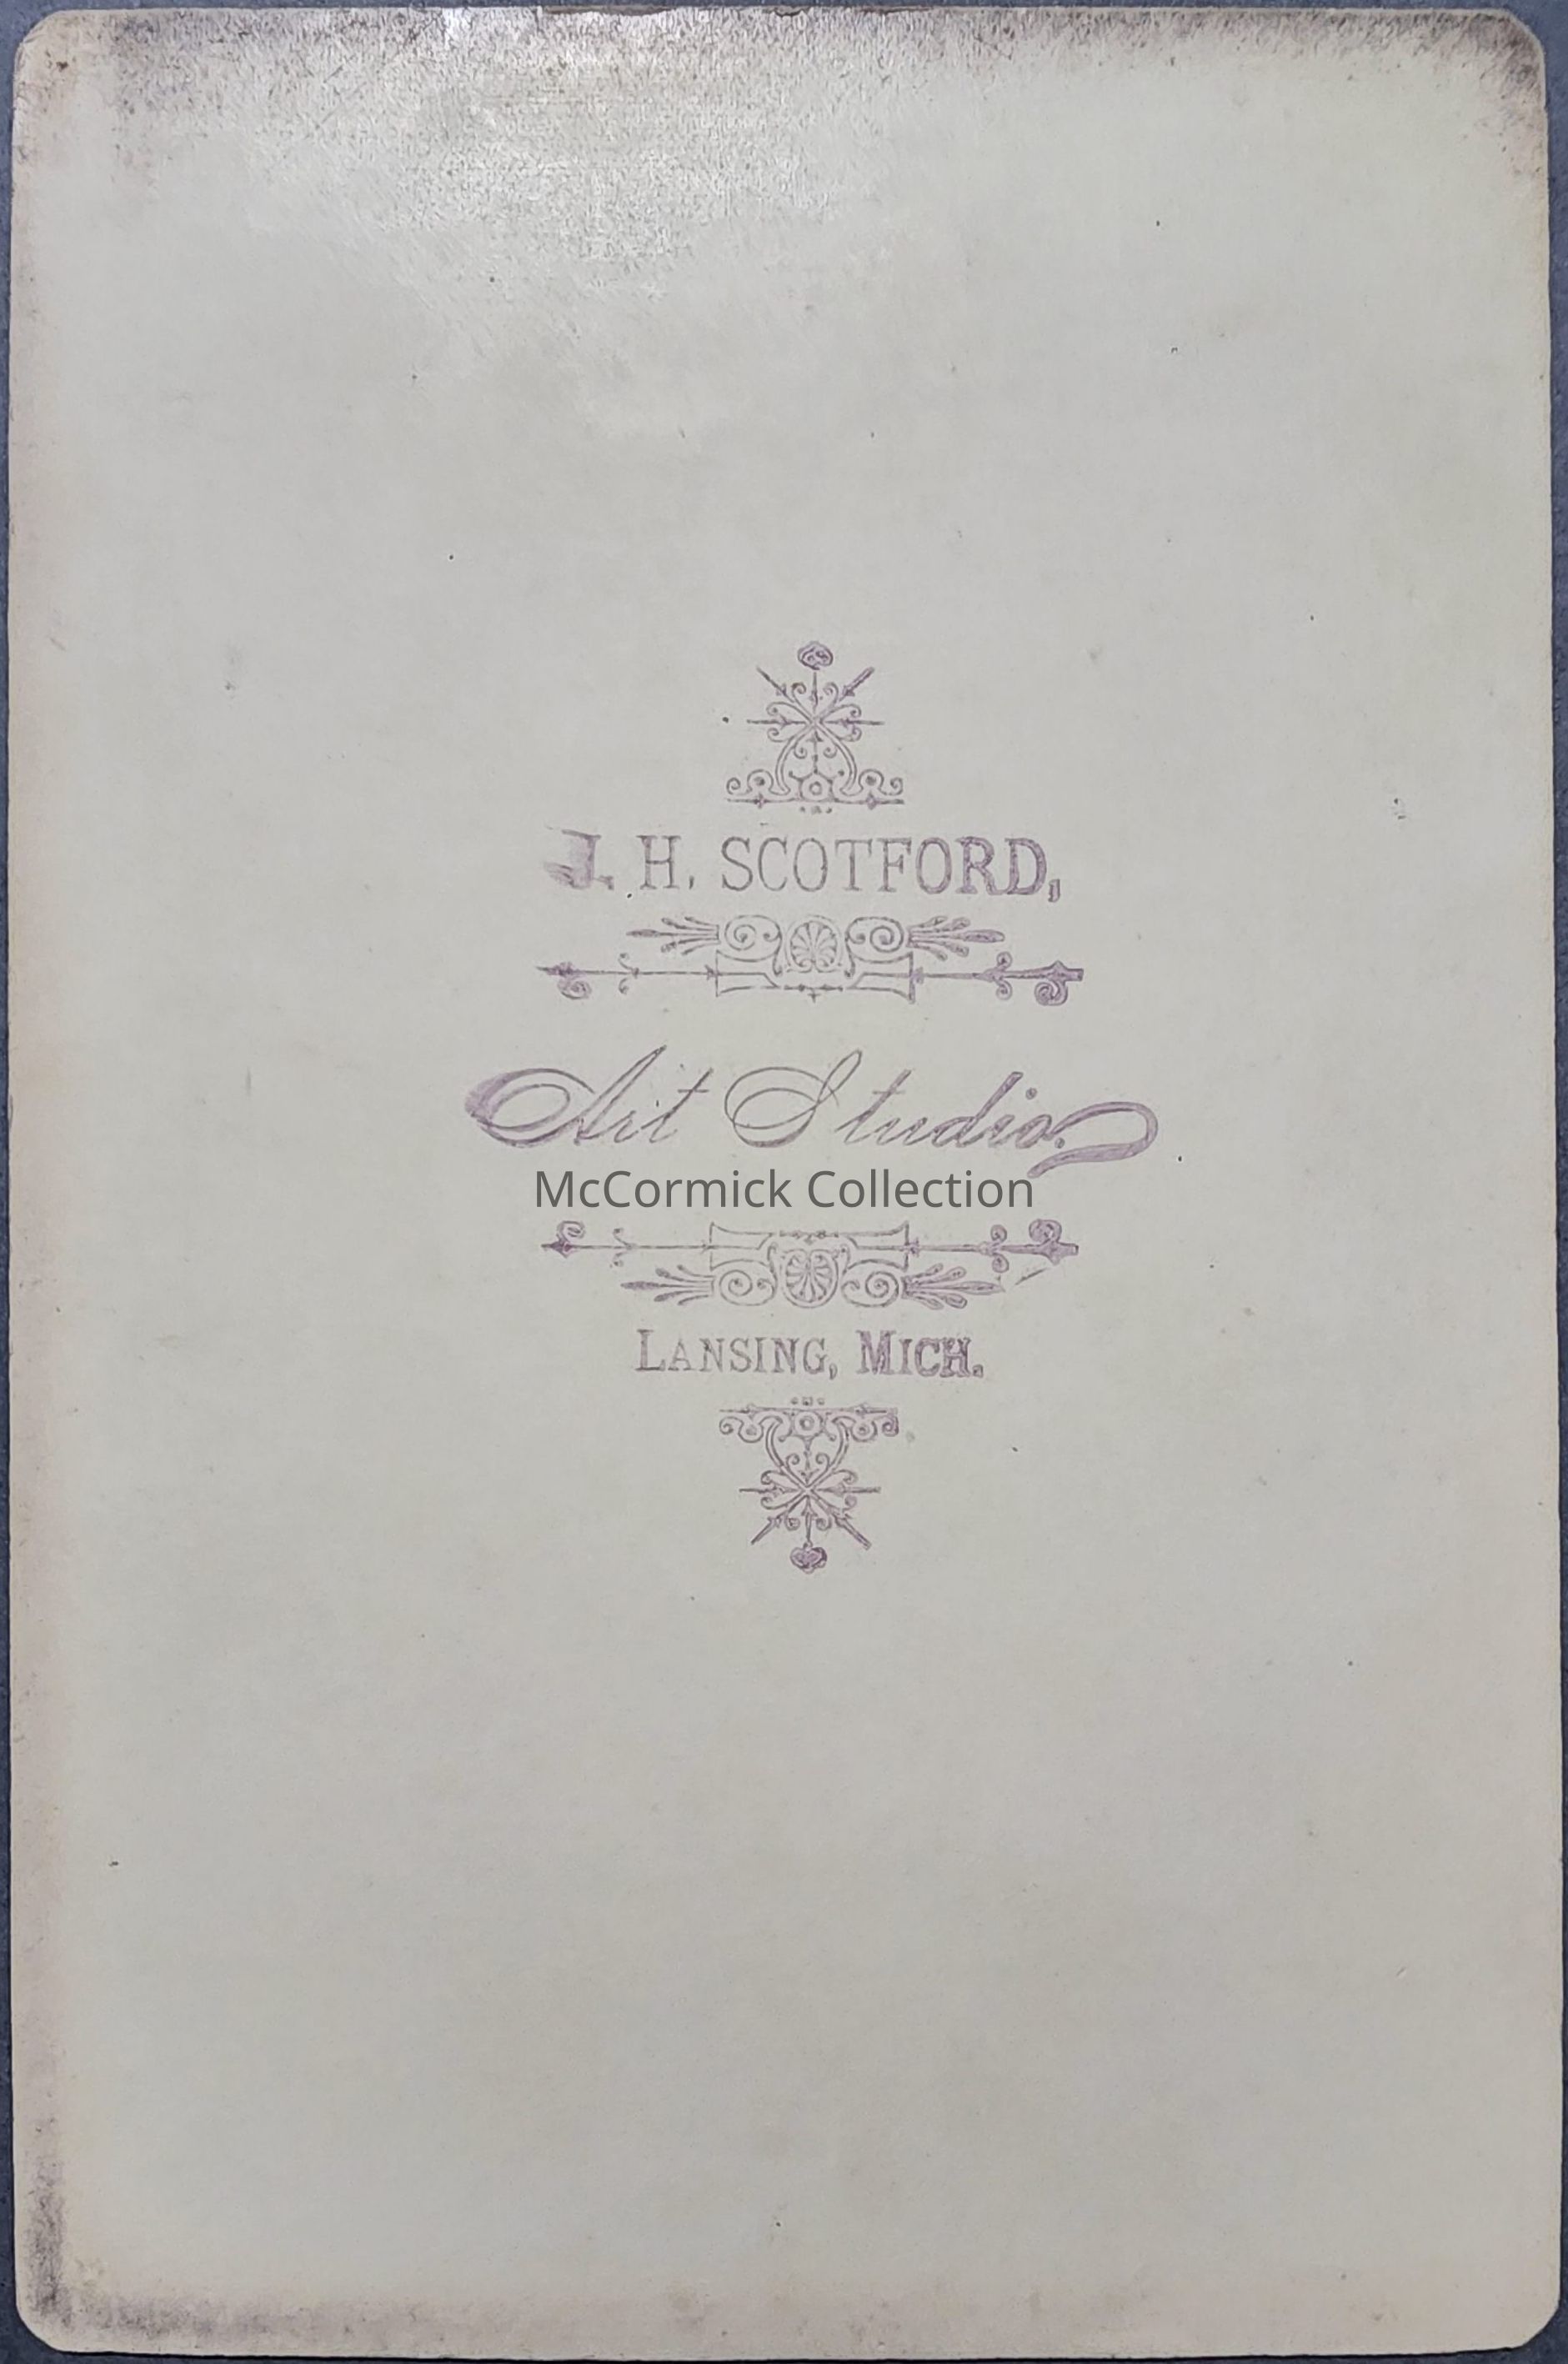 J. H. SCOTFORD,
Art Studio.
McCormick Collection
LANSING, MICH.